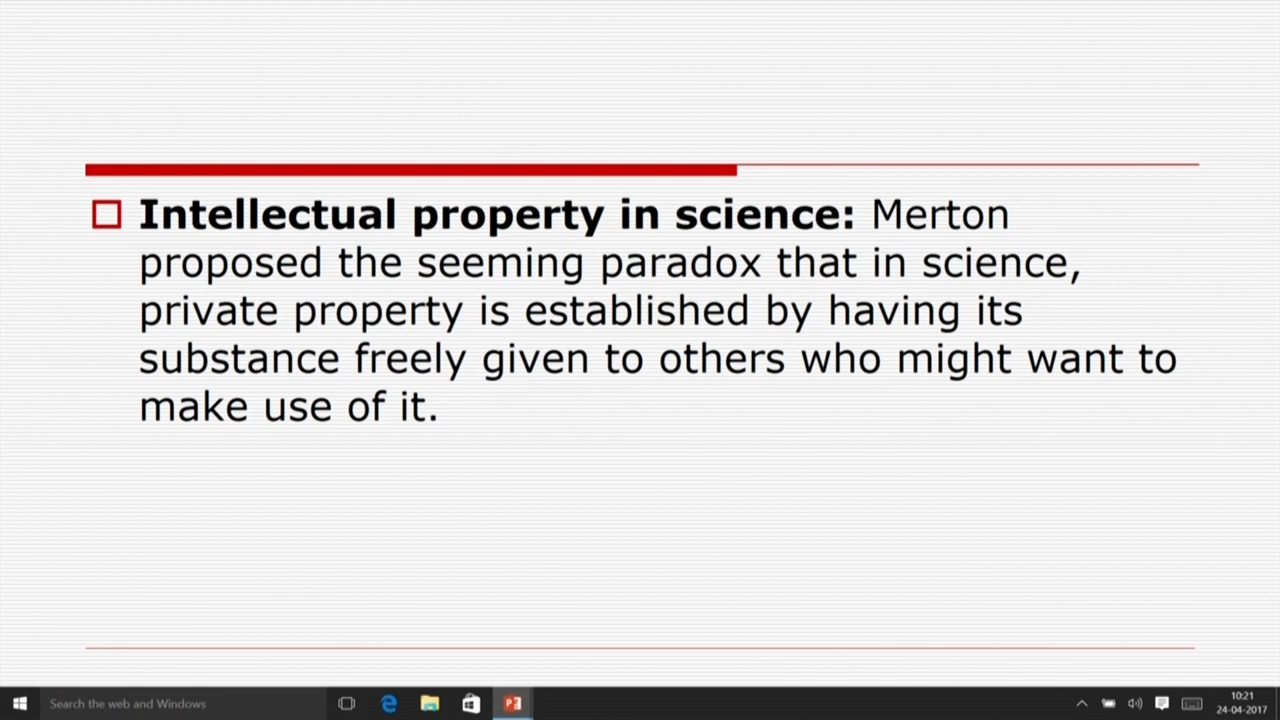 Intellectual property in science: Merton
proposed the seeming paradox that in science,
private property is established by having its
substance freely given to others who might want to
make use of it.
Search the web and Windows
10:21
24-04-2017